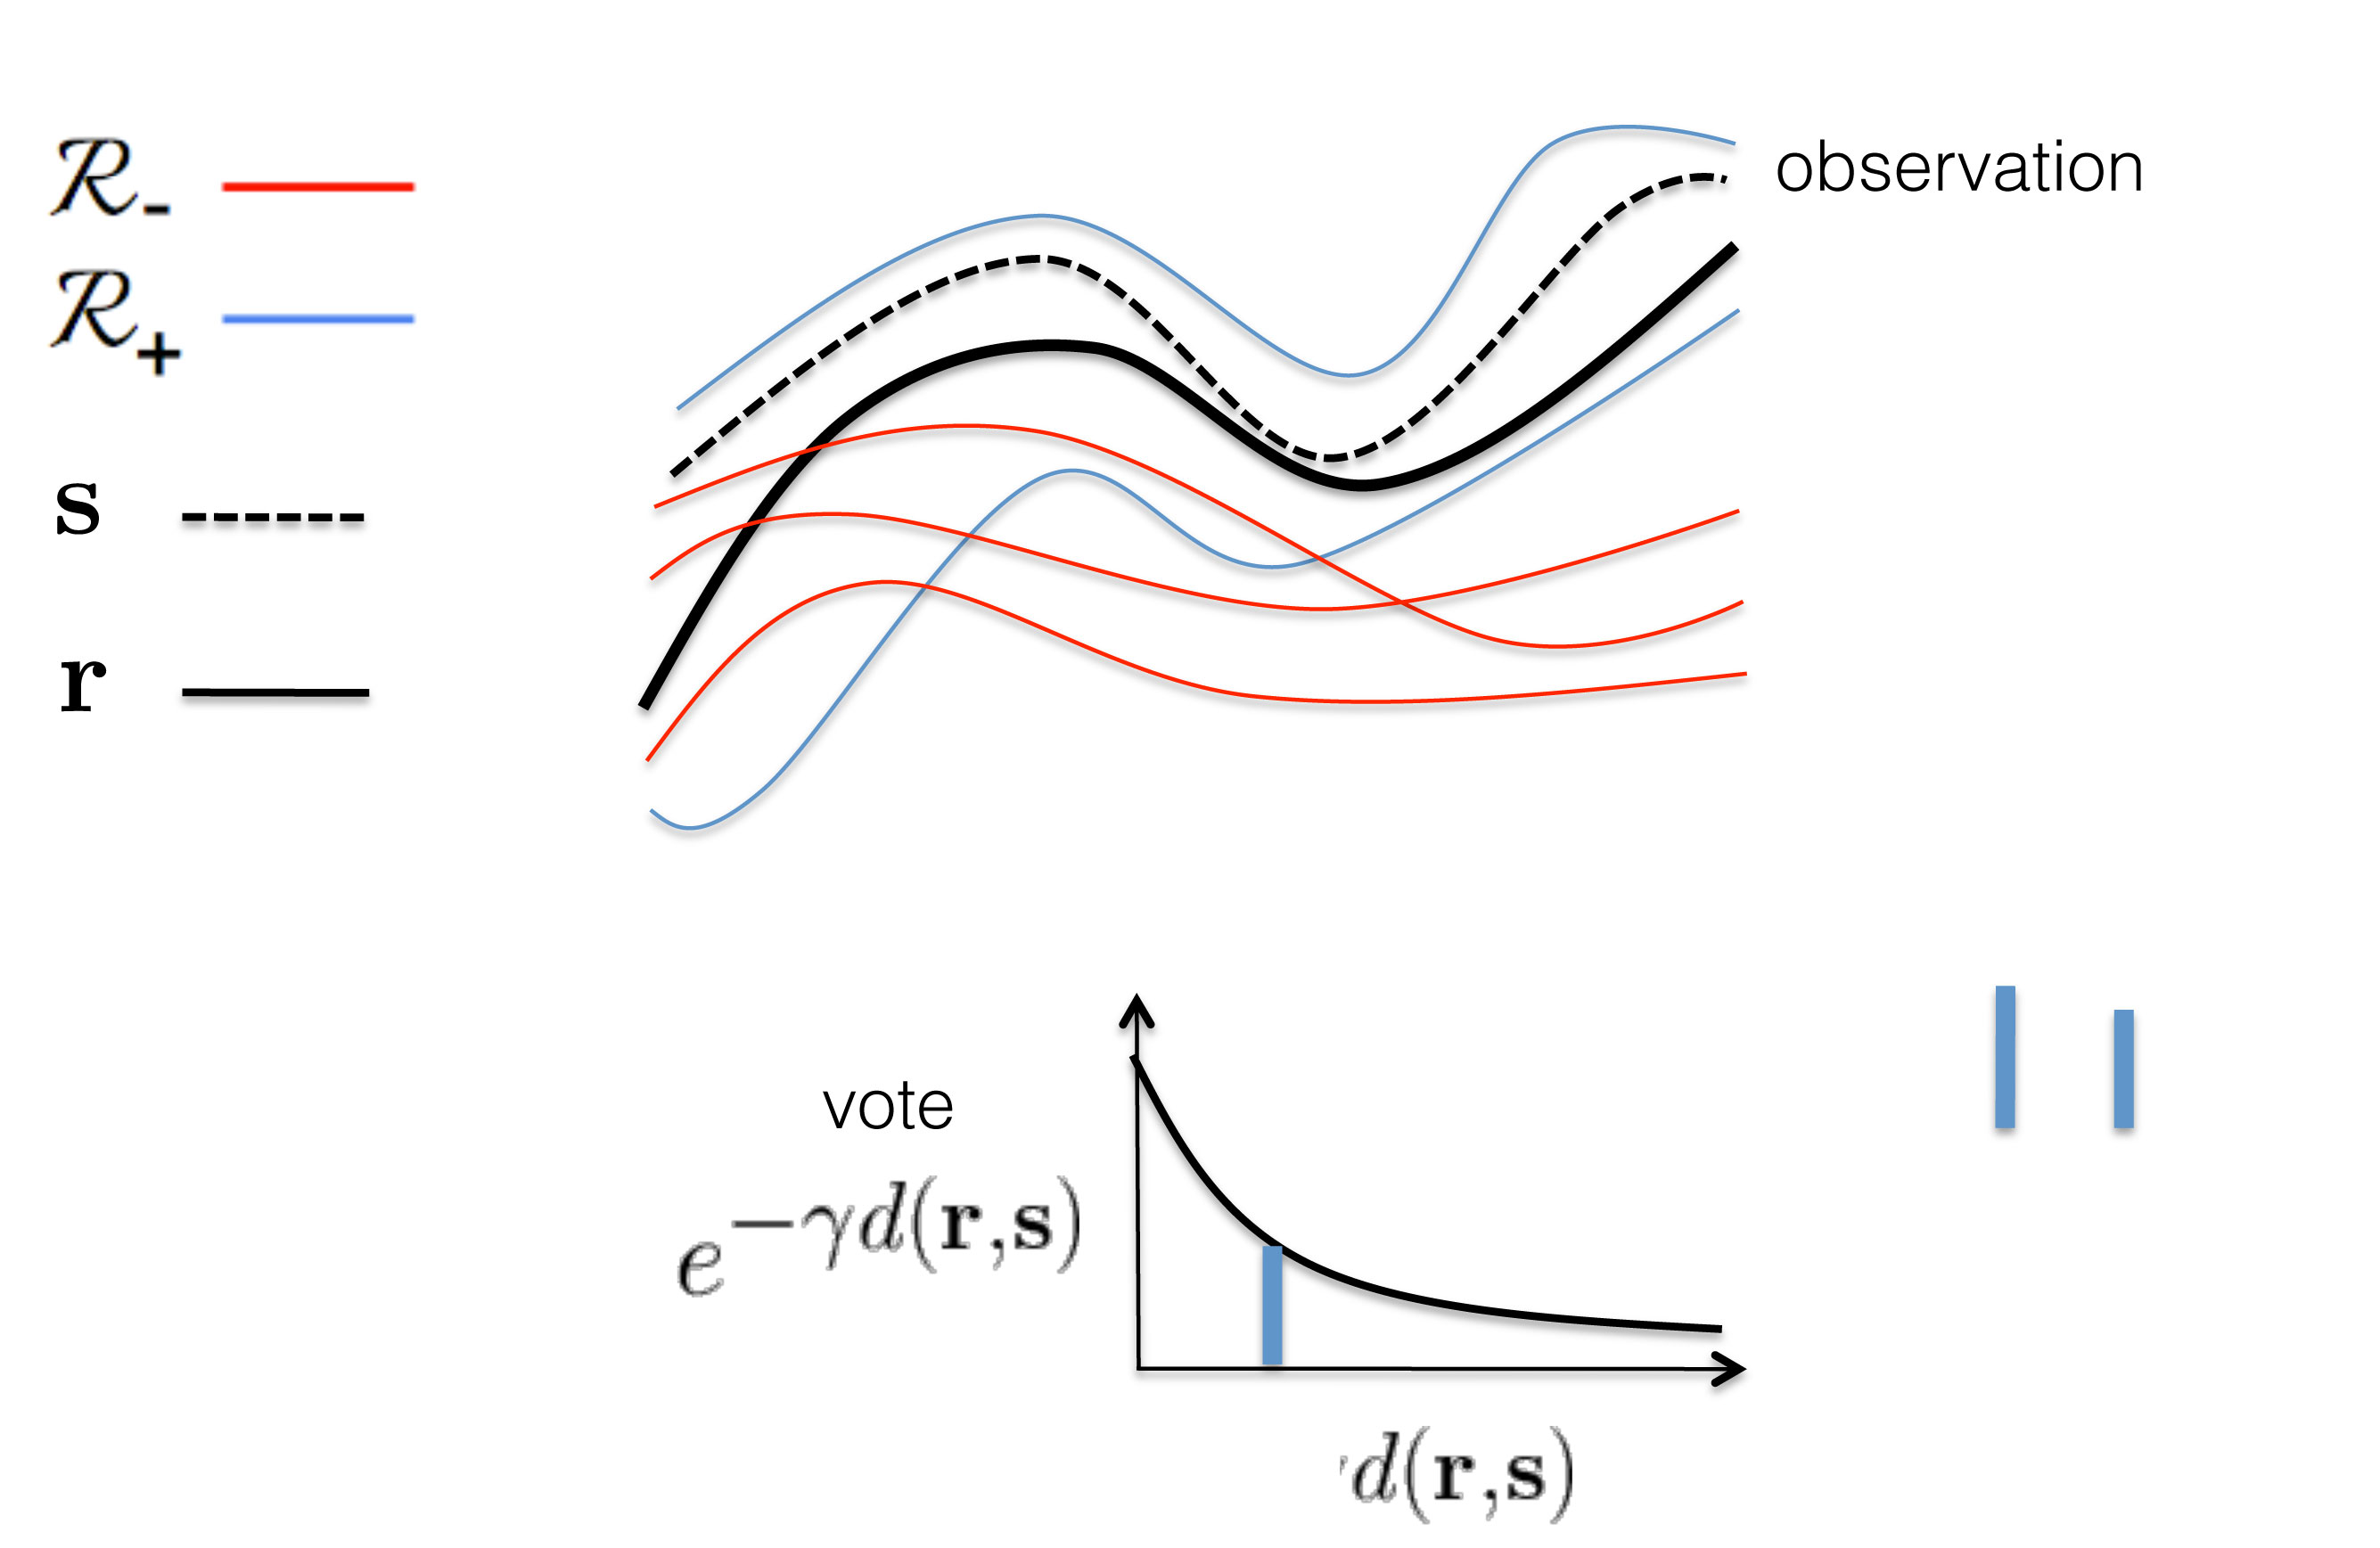 ℛ-
ℛ+
s
r
observation
vote
e^{-γd(r,s)}
d(r,s)